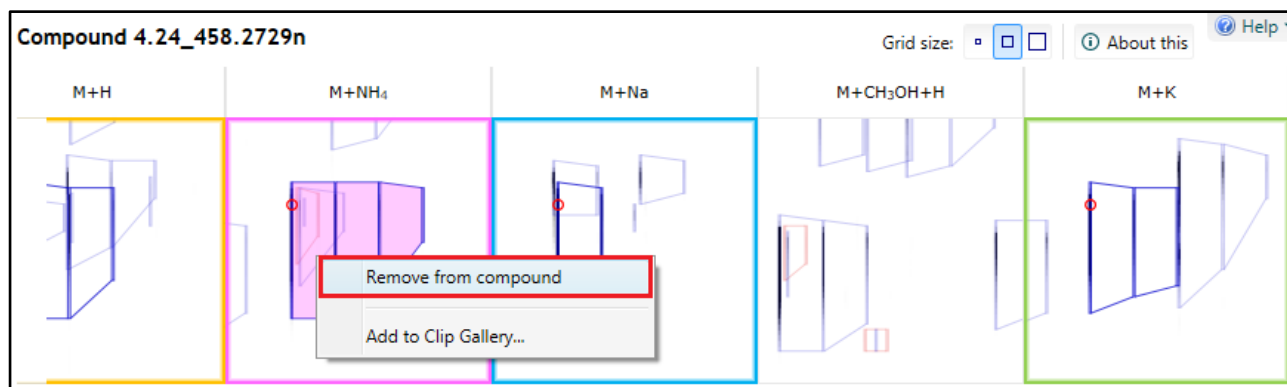 Compound 4.24_458.2729n
Grid size:
About this
Help
M+H
M+NH₄
M+Na
M+CH₃OH+H
M+K
Remove from compound
Add to Clip Gallery...